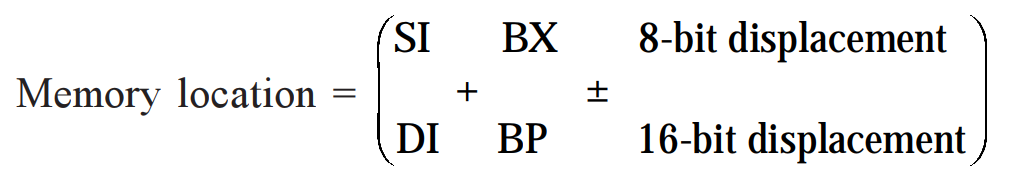 SI BX 8-bit displacement
Memory location = ( + ± )
DI BP 16-bit displacement